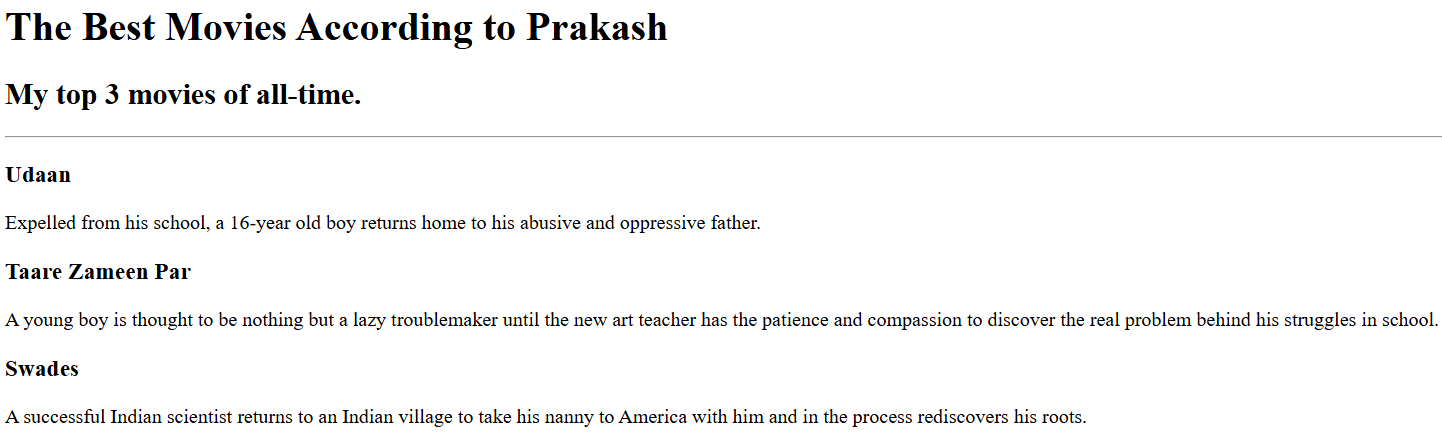 The Best Movies According to Prakash
My top 3 movies of all-time.
Udaan
Expelled from his school, a 16-year old boy returns home to his abusive and oppressive father.
Taare Zameen Par
A young boy is thought to be nothing but a lazy troublemaker until the new art teacher has the patience and compassion to discover the real problem behind his struggles in school.
Swades
A successful Indian scientist returns to an Indian village to take his nanny to America with him and in the process rediscovers his roots.